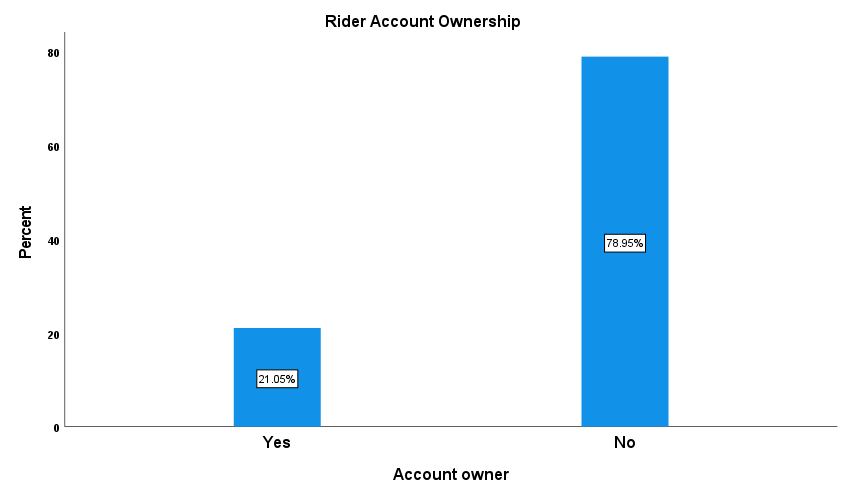 Rider Account Ownership
80
60
40
20
0
Percent
21.05%
78.95%
Yes
No
Account owner